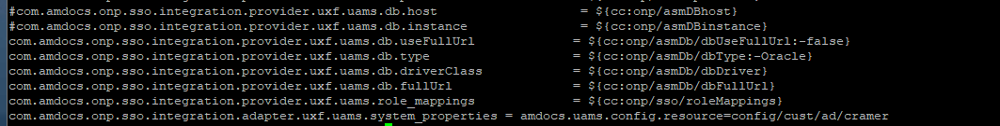 #com.amdocs.onp.sso.integration.provider.uxf.uams.db.host = ${cc:onp/asmDBhost}
#com.amdocs.onp.sso.integration.provider.uxf.uams.db.instance = ${cc:onp/asmDBinstance}
com.amdocs.onp.sso.integration.provider.uxf.uams.db.useFullUrl = ${cc:onp/asmDb/dbUseFullUrl:-false}
com.amdocs.onp.sso.integration.provider.uxf.uams.db.type = ${cc:onp/asmDb/dbType:-Oracle}
com.amdocs.onp.sso.integration.provider.uxf.uams.db.driverClass = ${cc:onp/asmDb/dbDriver}
com.amdocs.onp.sso.integration.provider.uxf.uams.db.fullUrl = ${cc:onp/asmDb/dbFullUrl}
com.amdocs.onp.sso.integration.provider.uxf.uams.role_mappings = ${cc:onp/sso/roleMappings}
com.amdocs.onp.sso.integration.adapter.uxf.uams.system_properties = amdocs.uams.config.resource=config/cust/ad/cramer